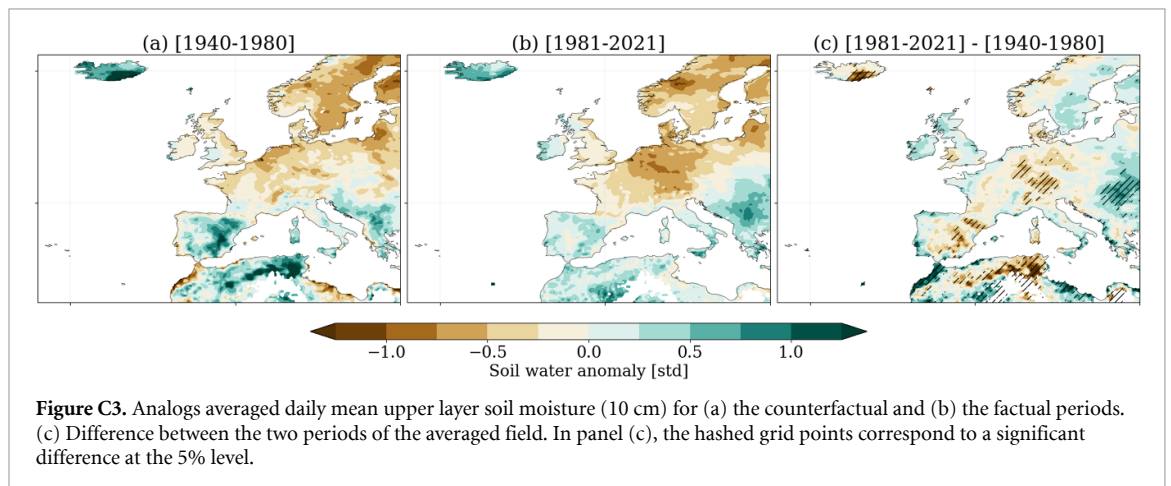 (a) [1940-1980]
(b) [1981-2021]
(c) [1981-2021] - [1940-1980]
−1.0 −0.5 0.0 0.5 1.0
Soil water anomaly [std]
Figure C3. Analogs averaged daily mean upper layer soil moisture (10 cm) for (a) the counterfactual and (b) the factual periods.
(c) Difference between the two periods of the averaged field. In panel (c), the hashed grid points correspond to a significant
difference at the 5% level.